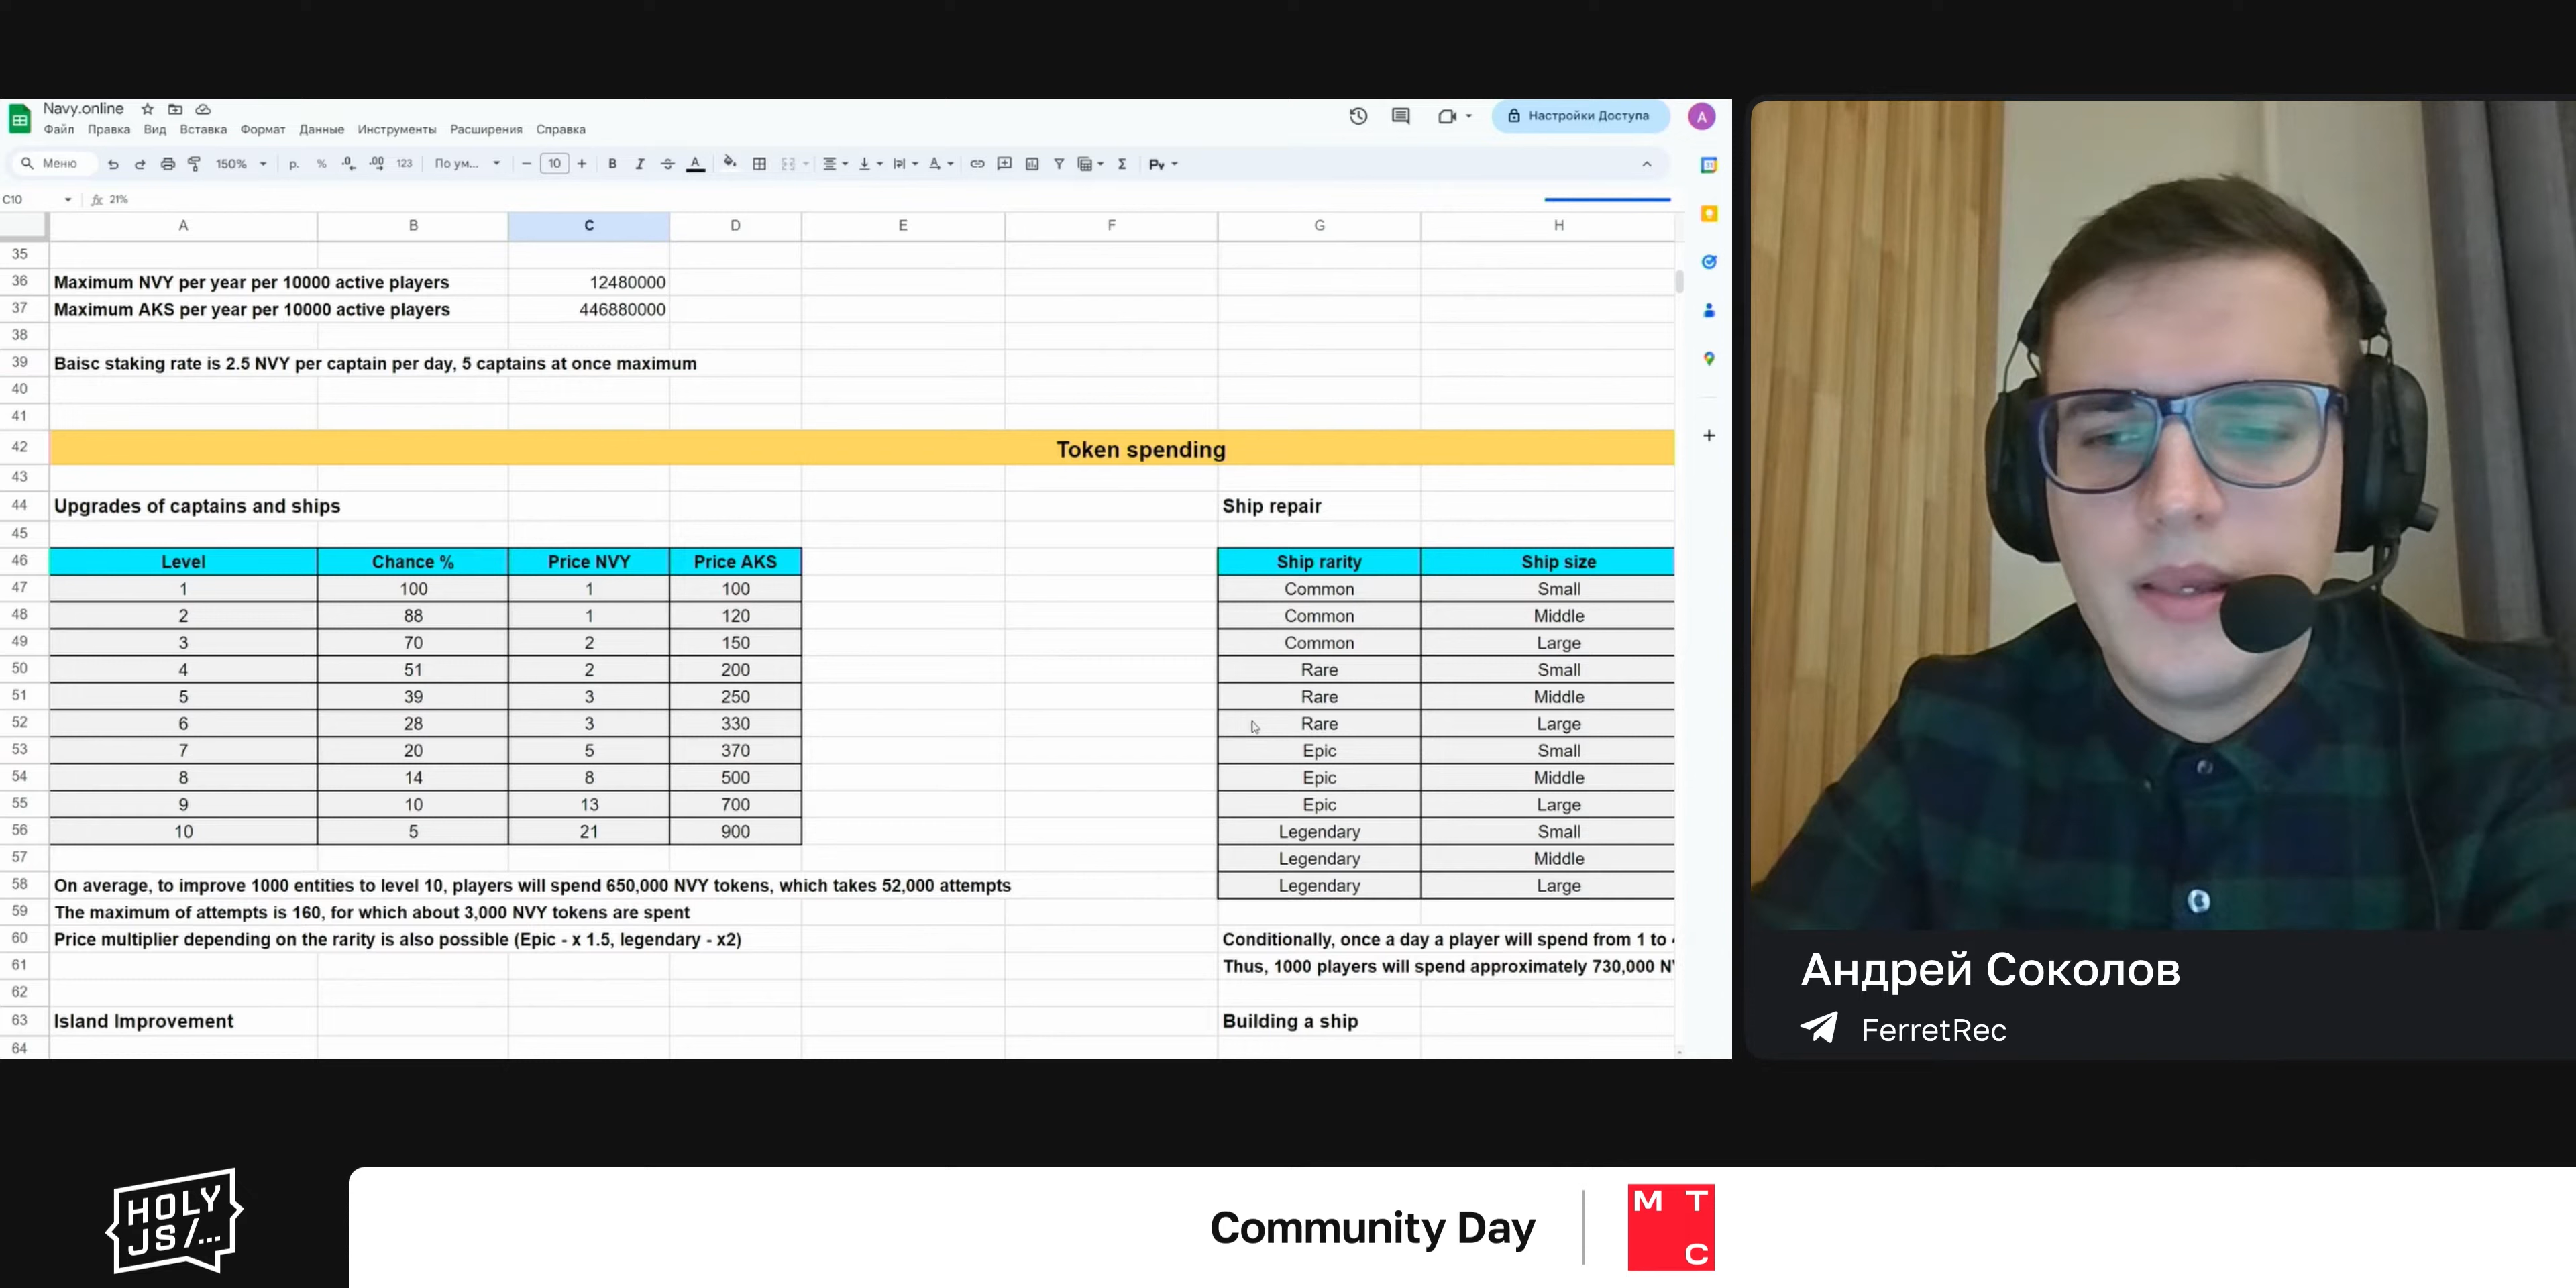 Navy.online
Файл Правка Вид Вставка Формат Данные Инструменты Расширения Справка
Настройки Доступа
A
Меню 150% р. % .0 .00 123 По ум... 10 B I A Σ
C10 fx 21%
A B C D E F G H
35
36 Maximum NVY per year per 10000 active players 12480000
37 Maximum AKS per year per 10000 active players 446880000
38
39 Baisc staking rate is 2.5 NVY per captain per day, 5 captains at once maximum
40
41
42 Token spending
43
44 Upgrades of captains and ships Ship repair
45
46 Level Chance % Price NVY Price AKS Ship rarity Ship size
47 1 100 1 100 Common Small
48 2 88 1 120 Common Middle
49 3 70 2 150 Common Large
50 4 51 2 200 Rare Small
51 5 39 3 250 Rare Middle
52 6 28 3 330 Rare Large
53 7 20 5 370 Epic Small
54 8 14 8 500 Epic Middle
55 9 10 13 700 Epic Large
56 10 5 21 900 Legendary Small
57 Legendary Middle
58 On average, to improve 1000 entities to level 10, players will spend 650,000 NVY tokens, which takes 52,000 attempts Legendary Large
59 The maximum of attempts is 160, for which about 3,000 NVY tokens are spent
60 Price multiplier depending on the rarity is also possible (Epic - x 1.5, legendary - x2) Conditionally, once a day a player will spend from 1 to
61 Thus, 1000 players will spend approximately 730,000
62
63 Island Improvement Building a ship
64
Андрей Соколов
FerretRec
HOLY
JS/...
Community Day
М Т
С